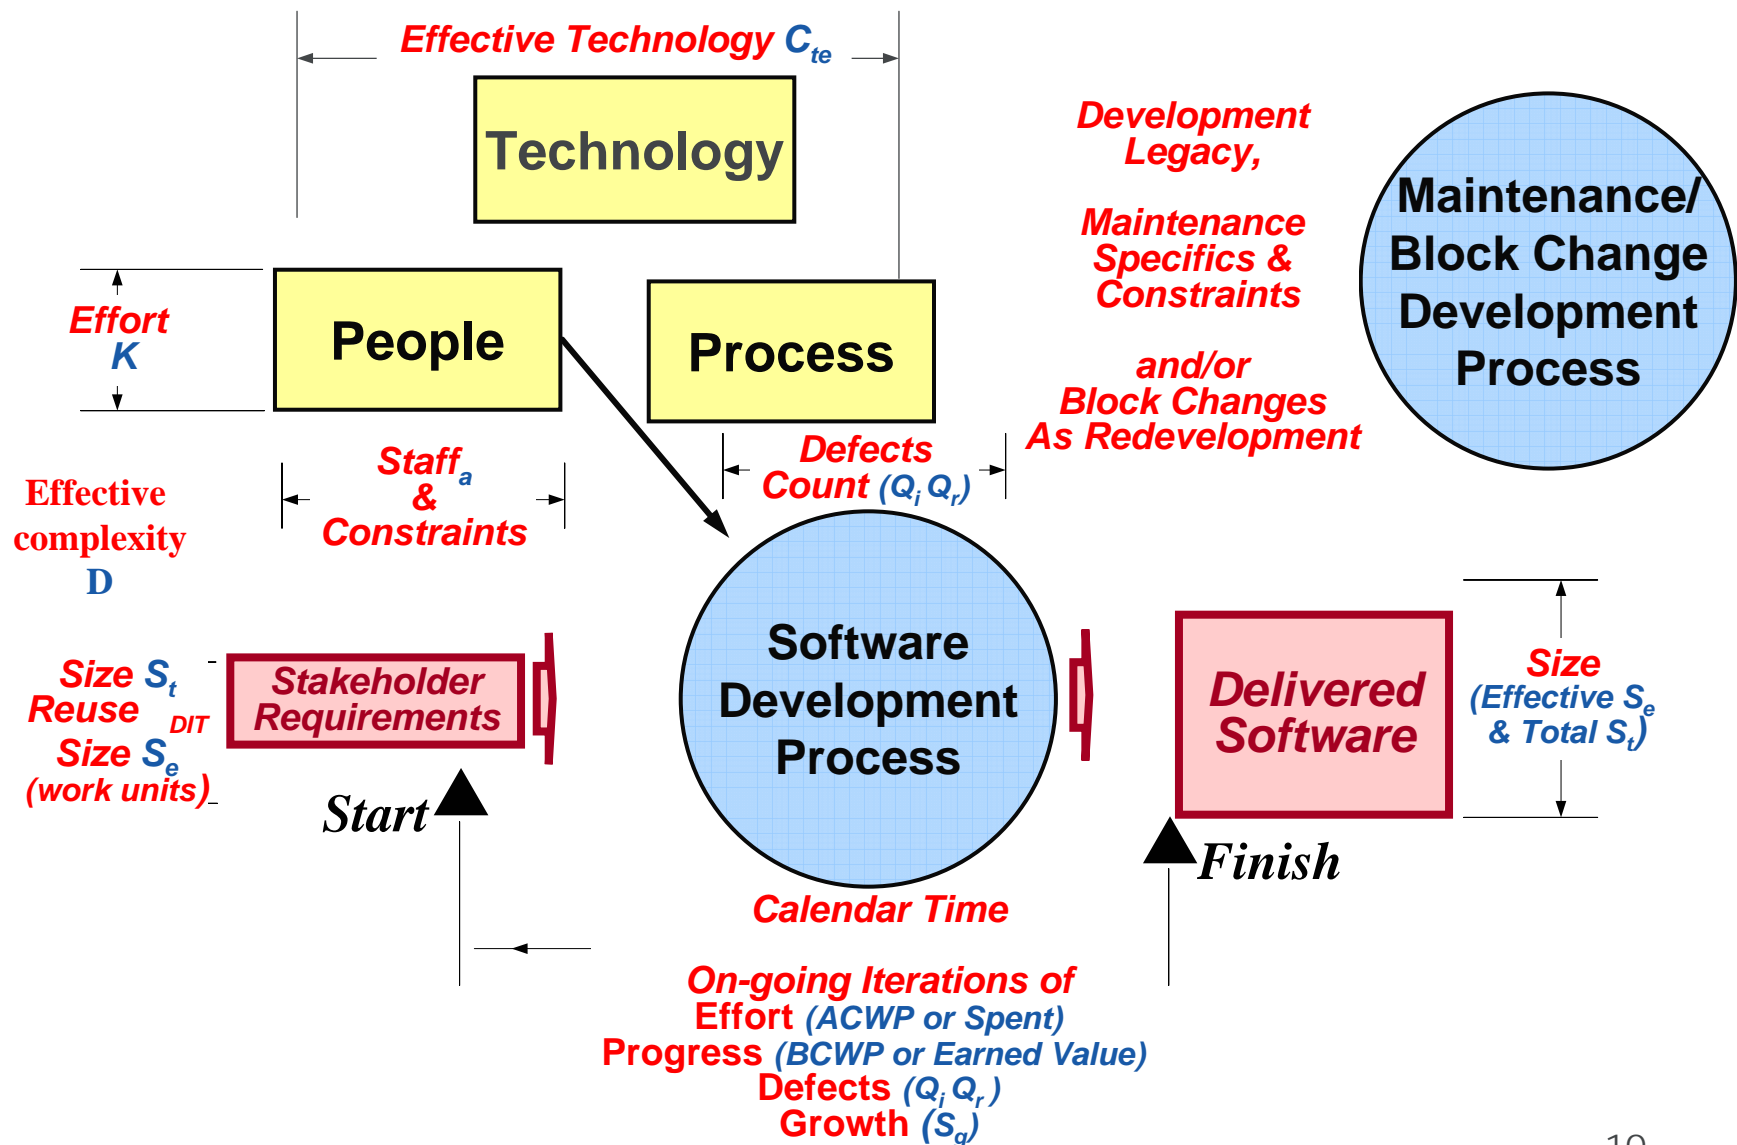 Effective Technology Cte
Technology
Effort
K
People
Process
Development
Legacy,
Maintenance
Specifics &
Constraints
and/or
Block Changes
As Redevelopment
Maintenance/
Block Change
Development
Process
Staffa
&
Constraints
Defects
Count (Qi Qr)
Effective
complexity
D
Size St
Reuse DIT
Size Se
(work units)
Stakeholder
Requirements
Software
Development
Process
Delivered
Software
Size
(Effective Se
& Total St)
Start
Finish
Calendar Time
On-going Iterations of
Effort (ACWP or Spent)
Progress (BCWP or Earned Value)
Defects (Qi Qr)
Growth (Sg)